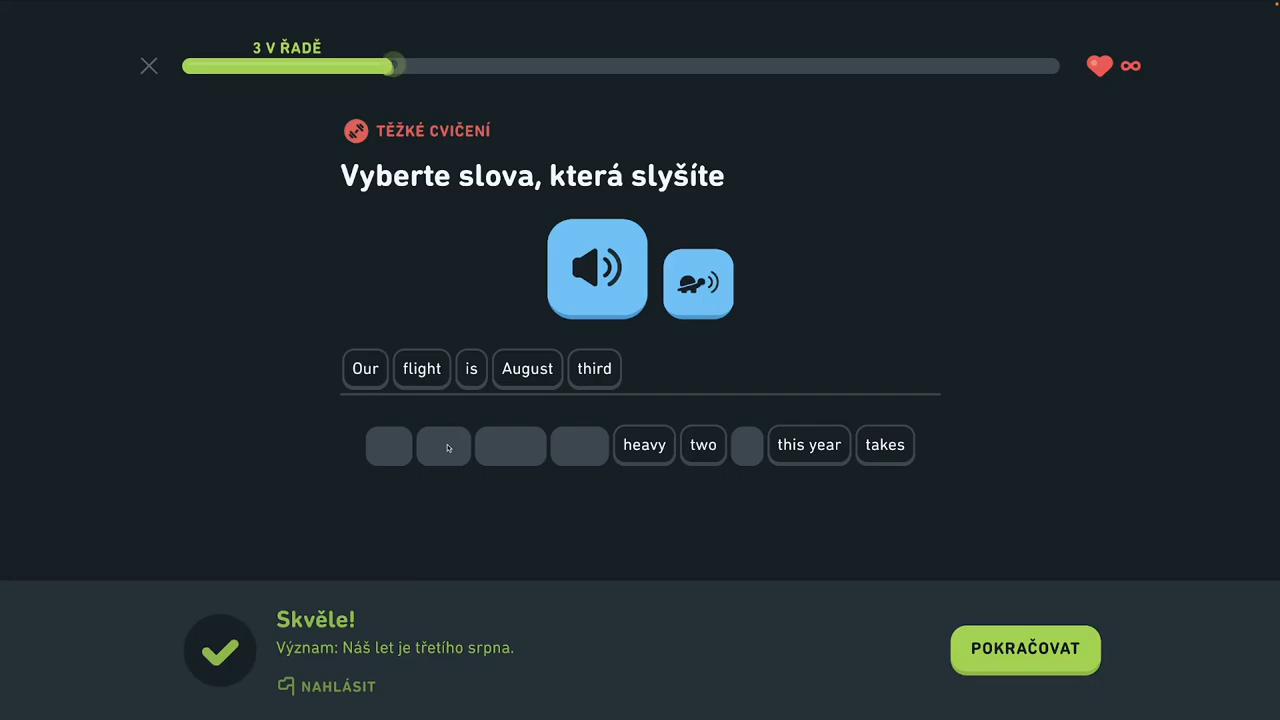 3 V ŘADĚ
TĚŽKÉ CVIČENÍ
Vyberte slova, která slyšíte
Our flight is August third
heavy two this year takes
Skvěle!
Význam: Náš let je třetího srpna.
NAHLÁSIT
POKRAČOVAT